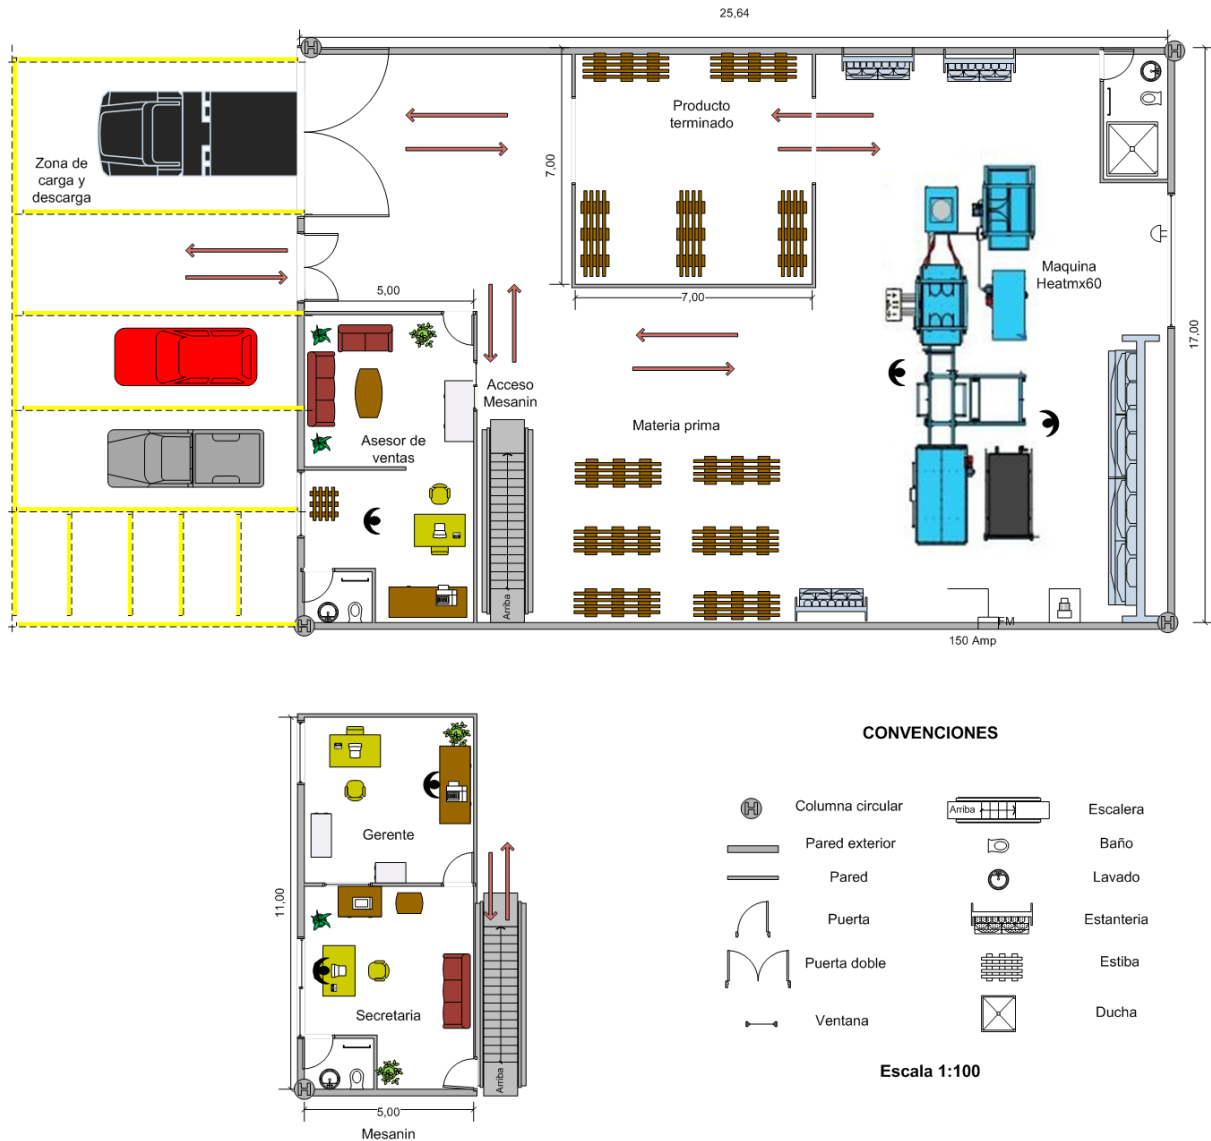 25,64
Producto
terminado
Zona de
carga y
descarga
7,00
7,00
Maquina
Heatmx60
17,00
5,00
Acceso
Mesanin
Asesor de
ventas
Materia prima
Arriba
FM
150 Amp
Gerente
11,00
Secretaria
Arriba
5,00
Mesanin
CONVENCIONES
Columna circular
Arriba
Escalera
Pared exterior
Baño
Pared
Lavado
Puerta
Estanteria
Puerta doble
Estiba
Ventana
Ducha
Escala 1:100